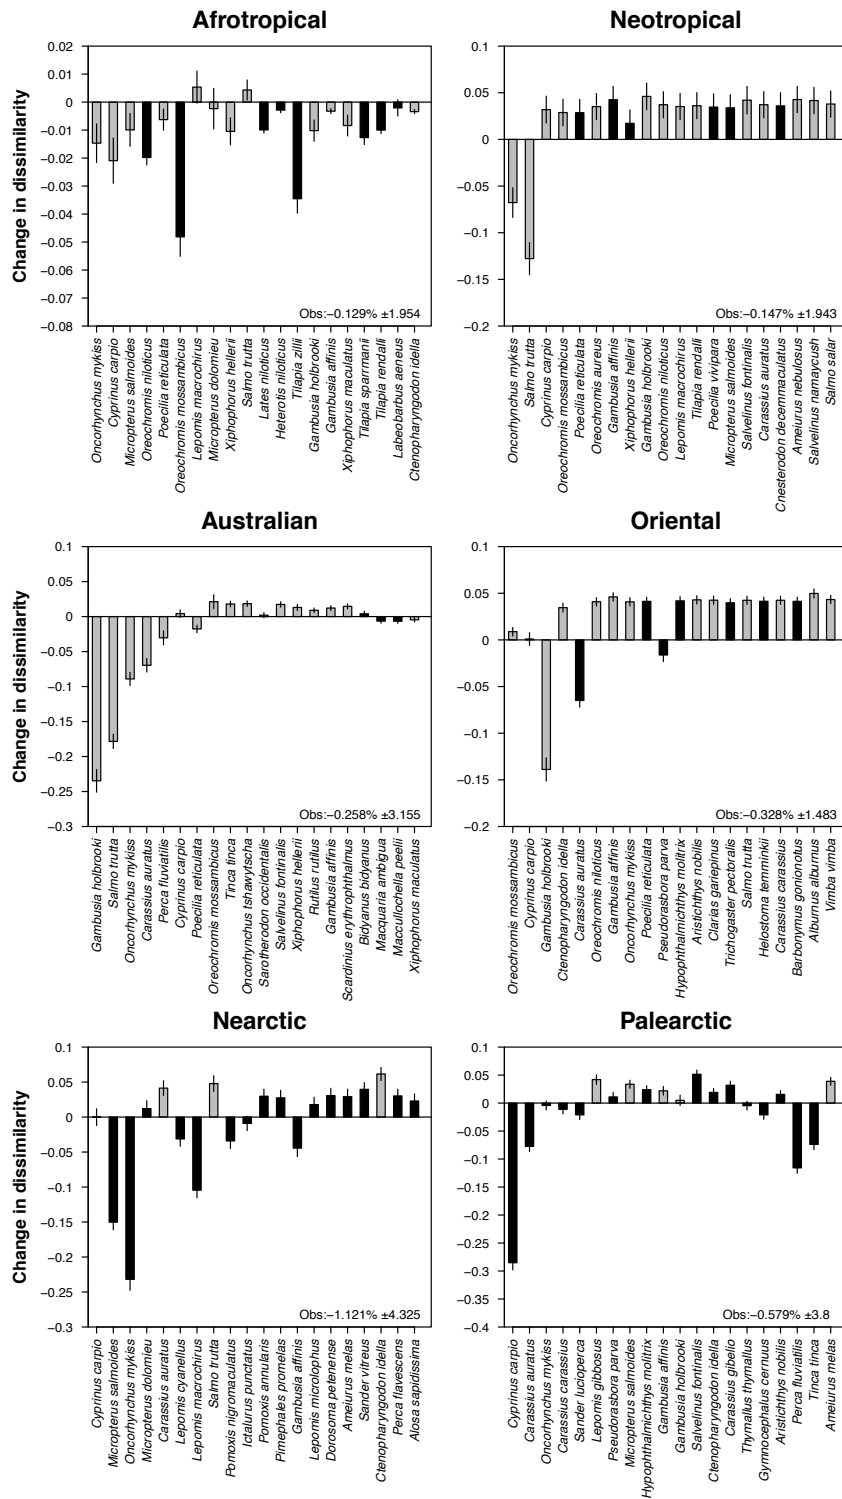 Afrotropical
Change in dissimilarity
0.02
0.01
0
−0.01
−0.02
−0.03
−0.04
−0.05
−0.06
−0.07
−0.08
Obs:−0.129% ±1.954
Oncorhynchus mykiss
Cyprinus carpio
Micropterus salmoides
Oreochromis niloticus
Poecilia reticulata
Oreochromis mossambicus
Lepomis macrochirus
Micropterus dolomieu
Xiphophorus hellerii
Salmo trutta
Lates niloticus
Heterotis niloticus
Tilapia zillii
Gambusia holbrooki
Gambusia affinis
Xiphophorus maculatus
Tilapia sparrmanii
Tilapia rendalli
Labeobarbus aeneus
Ctenopharyngodon idella
Neotropical
0.1
0.05
0
−0.05
−0.1
−0.15
−0.2
Obs:−0.147% ±1.943
Oncorhynchus mykiss
Salmo trutta
Cyprinus carpio
Oreochromis mossambicus
Poecilia reticulata
Oreochromis aureus
Gambusia affinis
Xiphophorus hellerii
Gambusia holbrooki
Oreochromis niloticus
Lepomis macrochirus
Tilapia rendalli
Poecilia vivipara
Micropterus salmoides
Salvelinus fontinalis
Carassius auratus
Cnesterodon decemmaculatus
Ameiurus nebulosus
Salvelinus namaycush
Salmo salar
Australian
Change in dissimilarity
0.1
0.05
0
−0.05
−0.1
−0.15
−0.2
−0.25
−0.3
Obs:−0.258% ±3.155
Gambusia holbrooki
Salmo trutta
Oncorhynchus mykiss
Carassius auratus
Perca fluviatilis
Cyprinus carpio
Poecilia reticulata
Oreochromis mossambicus
Tinca tinca
Oncorhynchus tshawytscha
Sarotherodon occidentalis
Salvelinus fontinalis
Xiphophorus hellerii
Rutilus rutilus
Gambusia affinis
Scardinius erythrophthalmus
Bidyanus bidyanus
Macquaria ambigua
Maccullochella peelii
Xiphophorus maculatus
Oriental
0.1
0.05
0
−0.05
−0.1
−0.15
−0.2
Obs:−0.328% ±1.483
Oreochromis mossambicus
Cyprinus carpio
Gambusia holbrooki
Ctenopharyngodon idella
Carassius auratus
Oreochromis niloticus
Gambusia affinis
Oncorhynchus mykiss
Poecilia reticulata
Pseudorasbora parva
Hypophthalmichthys molitrix
Aristichthys nobilis
Clarias gariepinus
Trichogaster pectoralis
Salmo trutta
Helostoma temminkii
Carassius carassius
Barbonymus gonionotus
Alburnus alburnus
Vimba vimba
Nearctic
Change in dissimilarity
0.1
0.05
0
−0.05
−0.1
−0.15
−0.2
−0.25
−0.3
Obs:−1.121% ±4.325
Cyprinus carpio
Micropterus salmoides
Oncorhynchus mykiss
Micropterus dolomieu
Carassius auratus
Lepomis cyanellus
Lepomis macrochirus
Salmo trutta
Pomoxis nigromaculatus
Ictalurus punctatus
Pomoxis annularis
Pimephales promelas
Gambusia affinis
Lepomis microlophus
Dorosoma petenense
Ameiurus melas
Sander vitreus
Ctenopharyngodon idella
Perca flavescens
Alosa sapidissima
Palearctic
0.1
0.05
0
−0.05
−0.1
−0.15
−0.2
−0.25
−0.3
−0.35
−0.4
Obs:−0.579% ±3.8
Cyprinus carpio
Carassius auratus
Oncorhynchus mykiss
Carassius carassius
Sander lucioperca
Lepomis gibbosus
Pseudorasbora parva
Micropterus salmoides
Hypophthalmichthys molitrix
Gambusia affinis
Gambusia holbrooki
Salvelinus fontinalis
Ctenopharyngodon idella
Carassius gibelio
Thymallus thymallus
Gymnocephalus cernuus
Aristichthys nobilis
Perca fluviatilis
Tinca tinca
Ameiurus melas